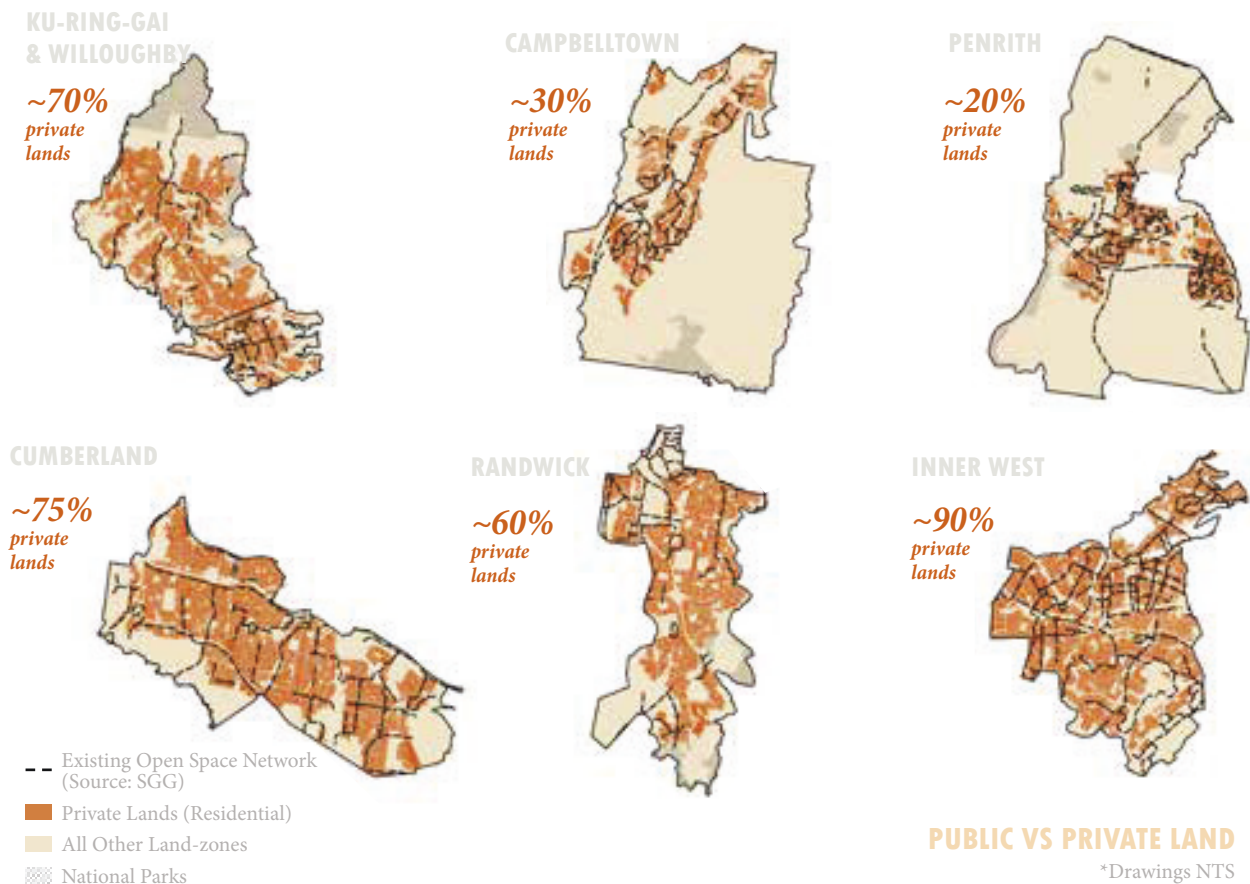 KU-RING-GAI
& WILLOUGHBY
~70%
private
lands
CAMPBELLTOWN
~30%
private
lands
PENRITH
~20%
private
lands
CUMBERLAND
~75%
private
lands
RANDWICK
~60%
private
lands
INNER WEST
~90%
private
lands
Existing Open Space Network
(Source: SGG)
Private Lands (Residential)
All Other Land-zones
National Parks
PUBLIC VS PRIVATE LAND
*Drawings NTS